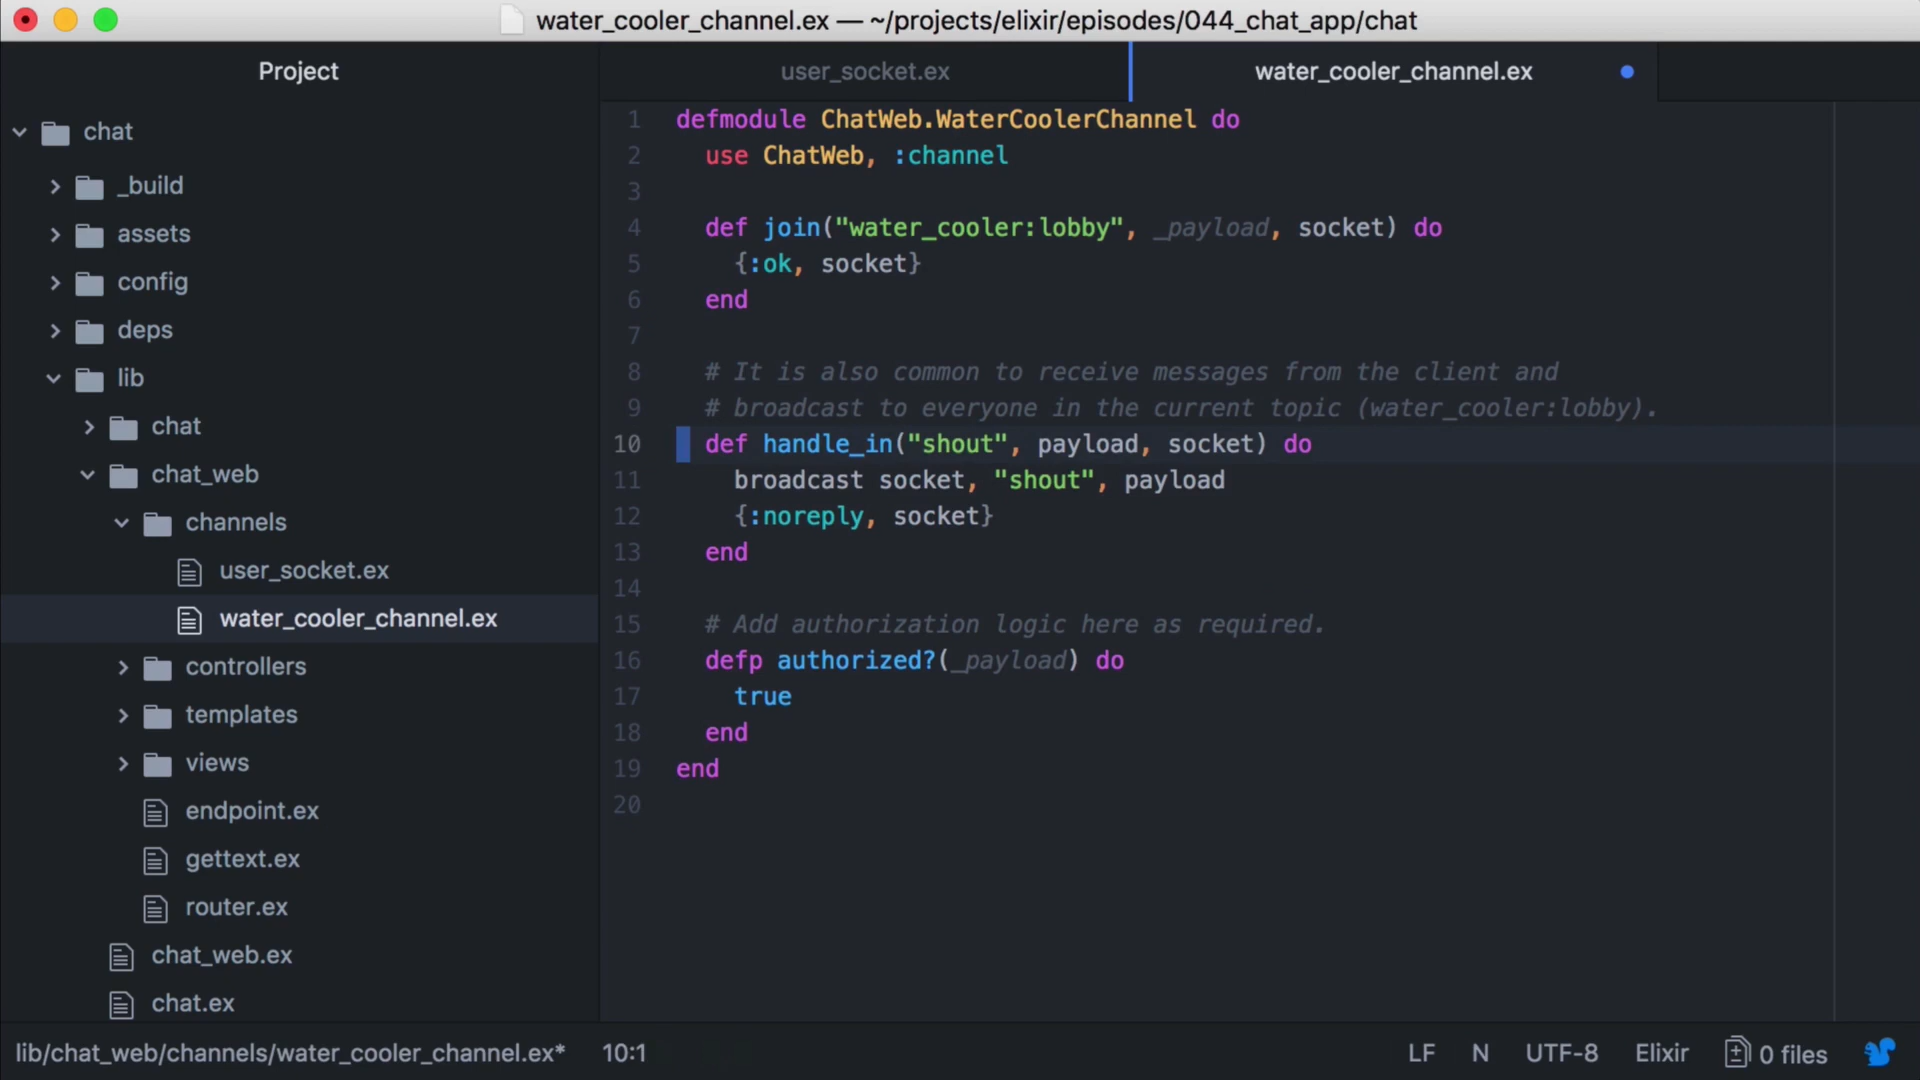 water_cooler_channel.ex — ~/projects/elixir/episodes/044_chat_app/chat
Project
chat
_build
assets
config
deps
lib
chat
chat_web
channels
user_socket.ex
water_cooler_channel.ex
controllers
templates
views
endpoint.ex
gettext.ex
router.ex
chat_web.ex
chat.ex
user_socket.ex
water_cooler_channel.ex
1 defmodule ChatWeb.WaterCoolerChannel do
2   use ChatWeb, :channel
3
4   def join("water_cooler:lobby", _payload, socket) do
5     {:ok, socket}
6   end
7
8   # It is also common to receive messages from the client and
9   # broadcast to everyone in the current topic (water_cooler:lobby).
10   def handle_in("shout", payload, socket) do
11     broadcast socket, "shout", payload
12     {:noreply, socket}
13   end
14
15   # Add authorization logic here as required.
16   defp authorized?(_payload) do
17     true
18   end
19 end
20
lib/chat_web/channels/water_cooler_channel.ex* 10:1 LF N UTF-8 Elixir 0 files